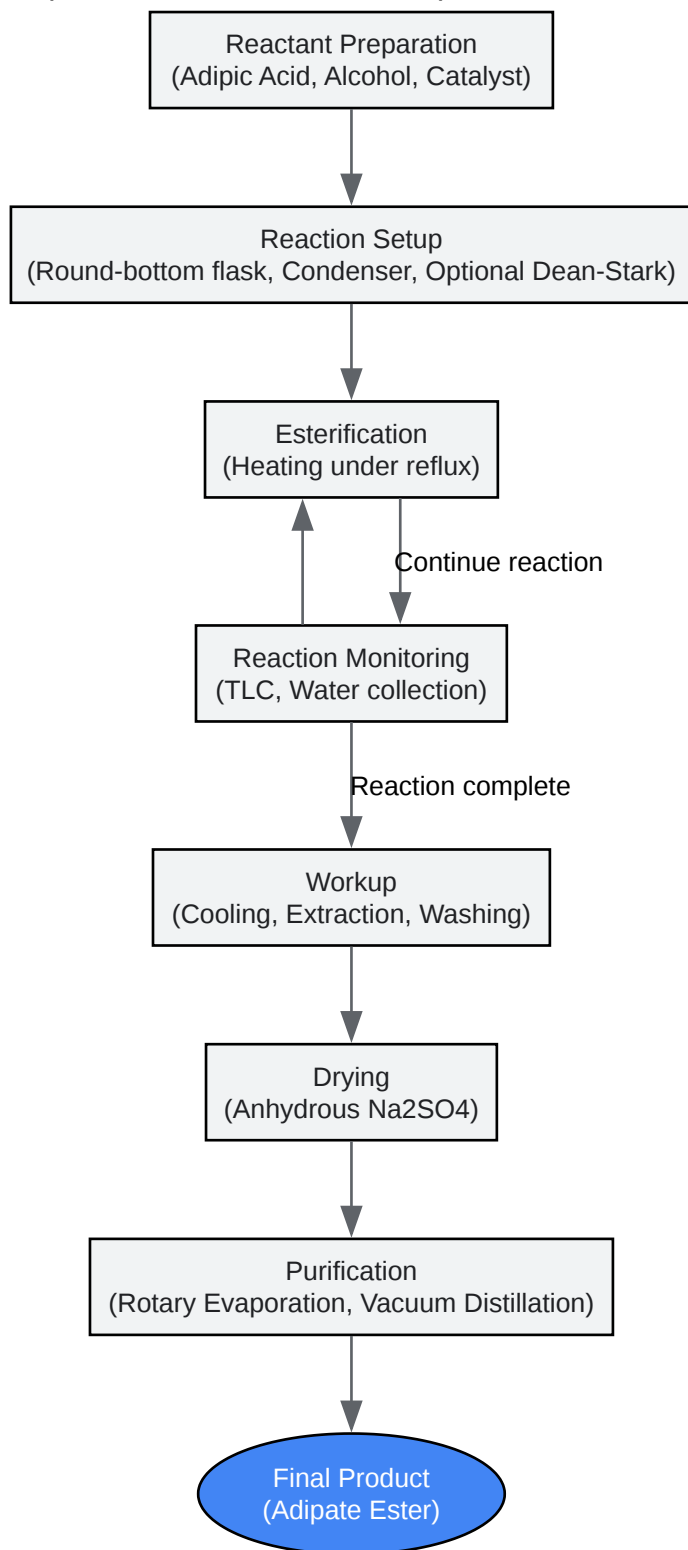 Reactant Preparation
(Adipic Acid, Alcohol, Catalyst)
Reaction Setup
(Round-bottom flask, Condenser, Optional Dean-Stark)
Esterification
(Heating under reflux)
Continue reaction
Reaction Monitoring
(TLC, Water collection)
Reaction complete
Workup
(Cooling, Extraction, Washing)
Drying
(Anhydrous Na2SO4)
Purification
(Rotary Evaporation, Vacuum Distillation)
Final Product
(Adipate Ester)